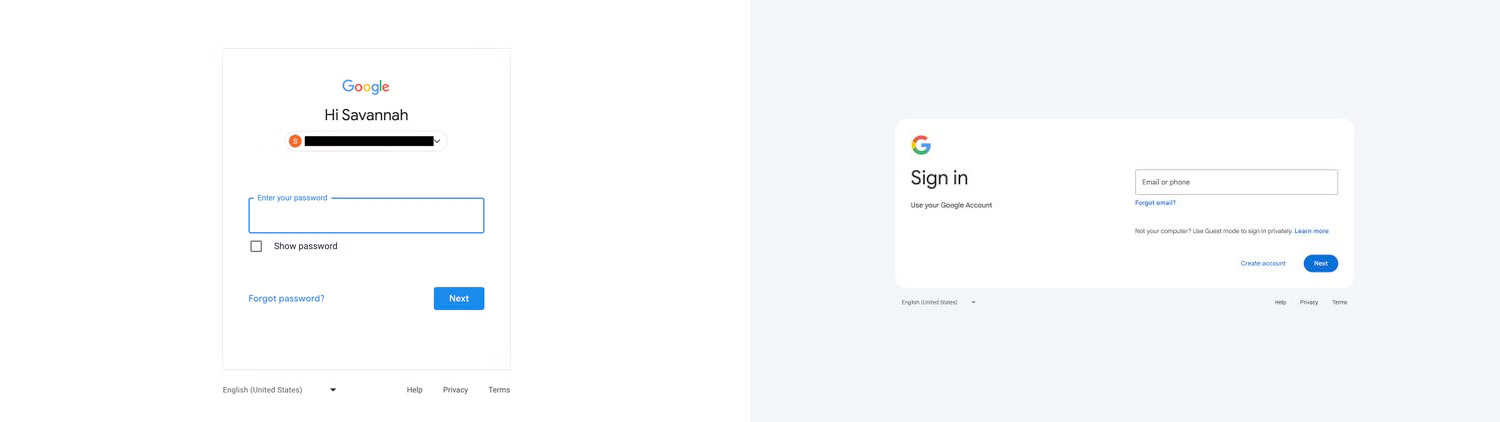 Google
Hi Savannah
S
Enter your password
Show password
Forgot password?
Next
English (United States)
Help
Privacy
Terms
G
Sign in
Use your Google Account
Email or phone
Forgot email?
Not your computer? Use Guest mode to sign in privately. Learn more
Create account
Next
English (United States)
Help
Privacy
Terms